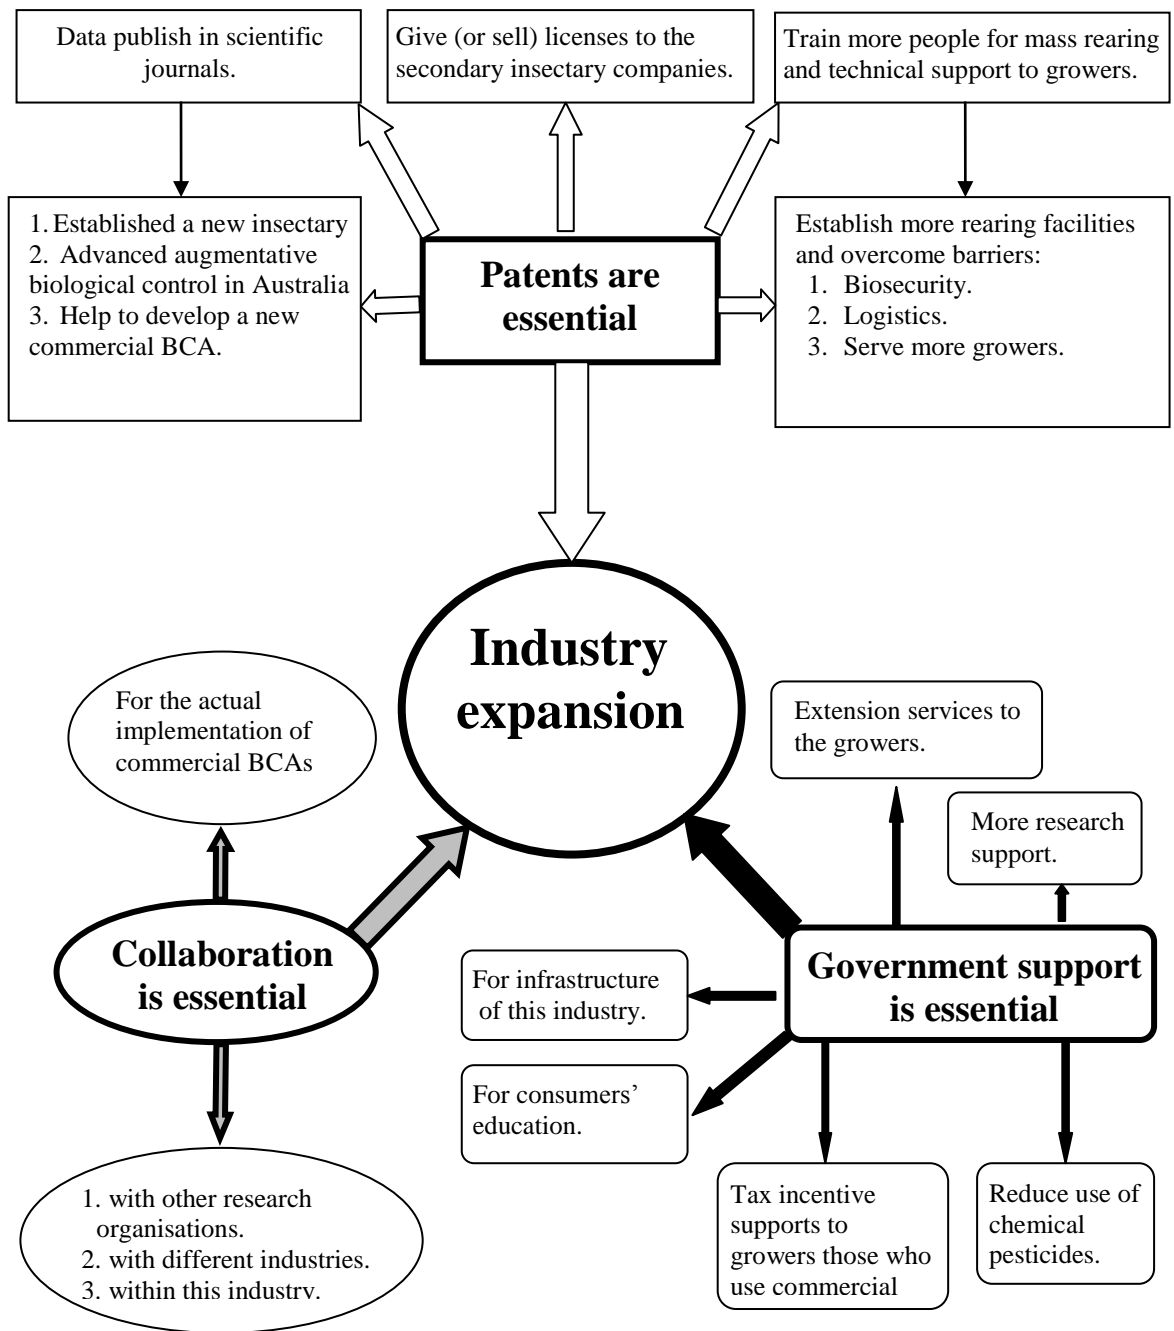 Data publish in scientific
journals.
Give (or sell) licenses to the
secondary insectary companies.
Train more people for mass rearing
and technical support to growers.
1. Established a new insectary
2. Advanced augmentative
biological control in Australia
3. Help to develop a new
commercial BCA.
Patents are
essential
Establish more rearing facilities
and overcome barriers:
1. Biosecurity.
2. Logistics.
3. Serve more growers.
Industry
expansion
For the actual
implementation of
commercial BCAs
Extension services to
the growers.
More research
support.
Collaboration
is essential
Government support
is essential
For infrastructure
of this industry.
For consumers'
education.
1. with other research
organisations.
2. with different industries.
3. within this industry.
Tax incentive
supports to
growers those who
use commercial
Reduce use of
chemical
pesticides.